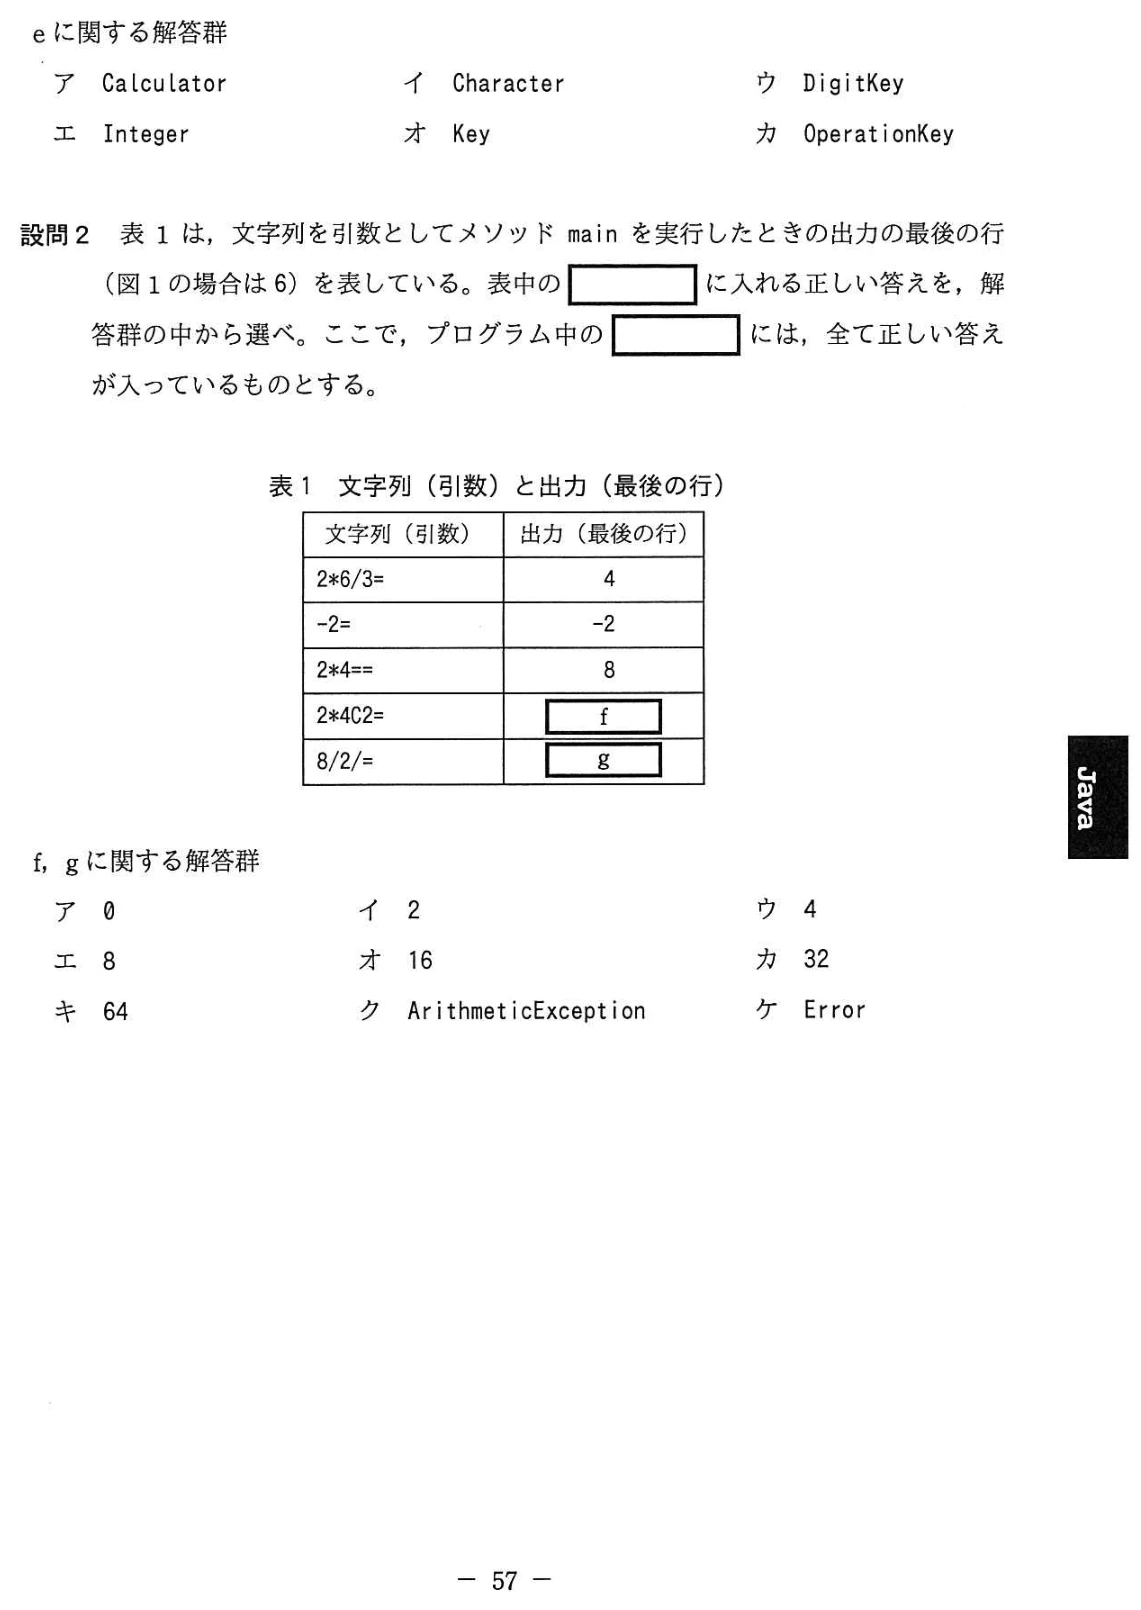 e に関する解答群
ア Calculator イ Character ウ DigitKey
エ Integer オ Key カ OperationKey
設問2 表 1 は，文字列を引数としてメソッド main を実行したときの出力の最後の行
（図 1 の場合は 6）を表している。表中の に入れる正しい答えを，解
答群の中から選べ。ここで，プログラム中の には，全て正しい答え
が入っているものとする。
表 1 文字列（引数）と出力（最後の行）
文字列（引数） 出力（最後の行）
2*6/3= 4
-2= -2
2*4== 8
2*4C2= f
8/2/= g
Java
f，g に関する解答群
ア 0 イ 2 ウ 4
エ 8 オ 16 カ 32
キ 64 ク ArithmeticException ケ Error
－ 57 －